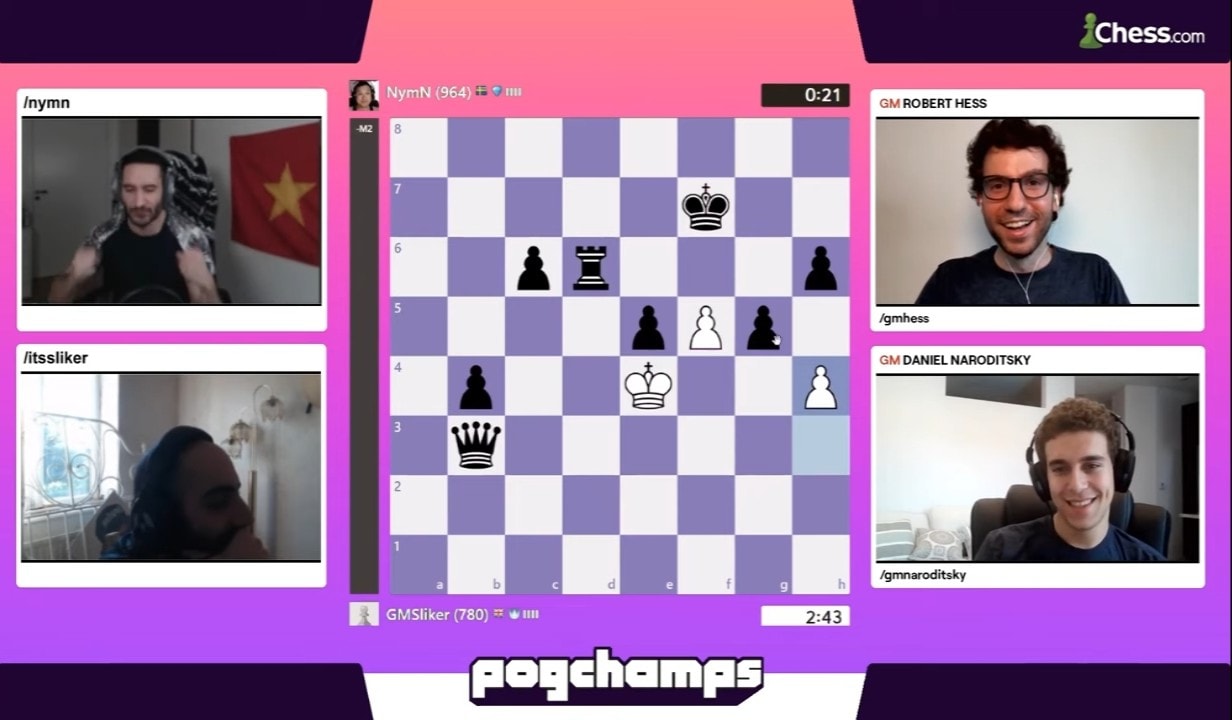 Chess.com
/nymn
NymN (964)
0:21
GM ROBERT HESS
-M2
8
7
6
5
4
3
2
1
a b c d e f g h
/gmhess
/itssliker
GM DANIEL NARODITSKY
/gmnaroditsky
GMSliker (780)
2:43
pogchamps